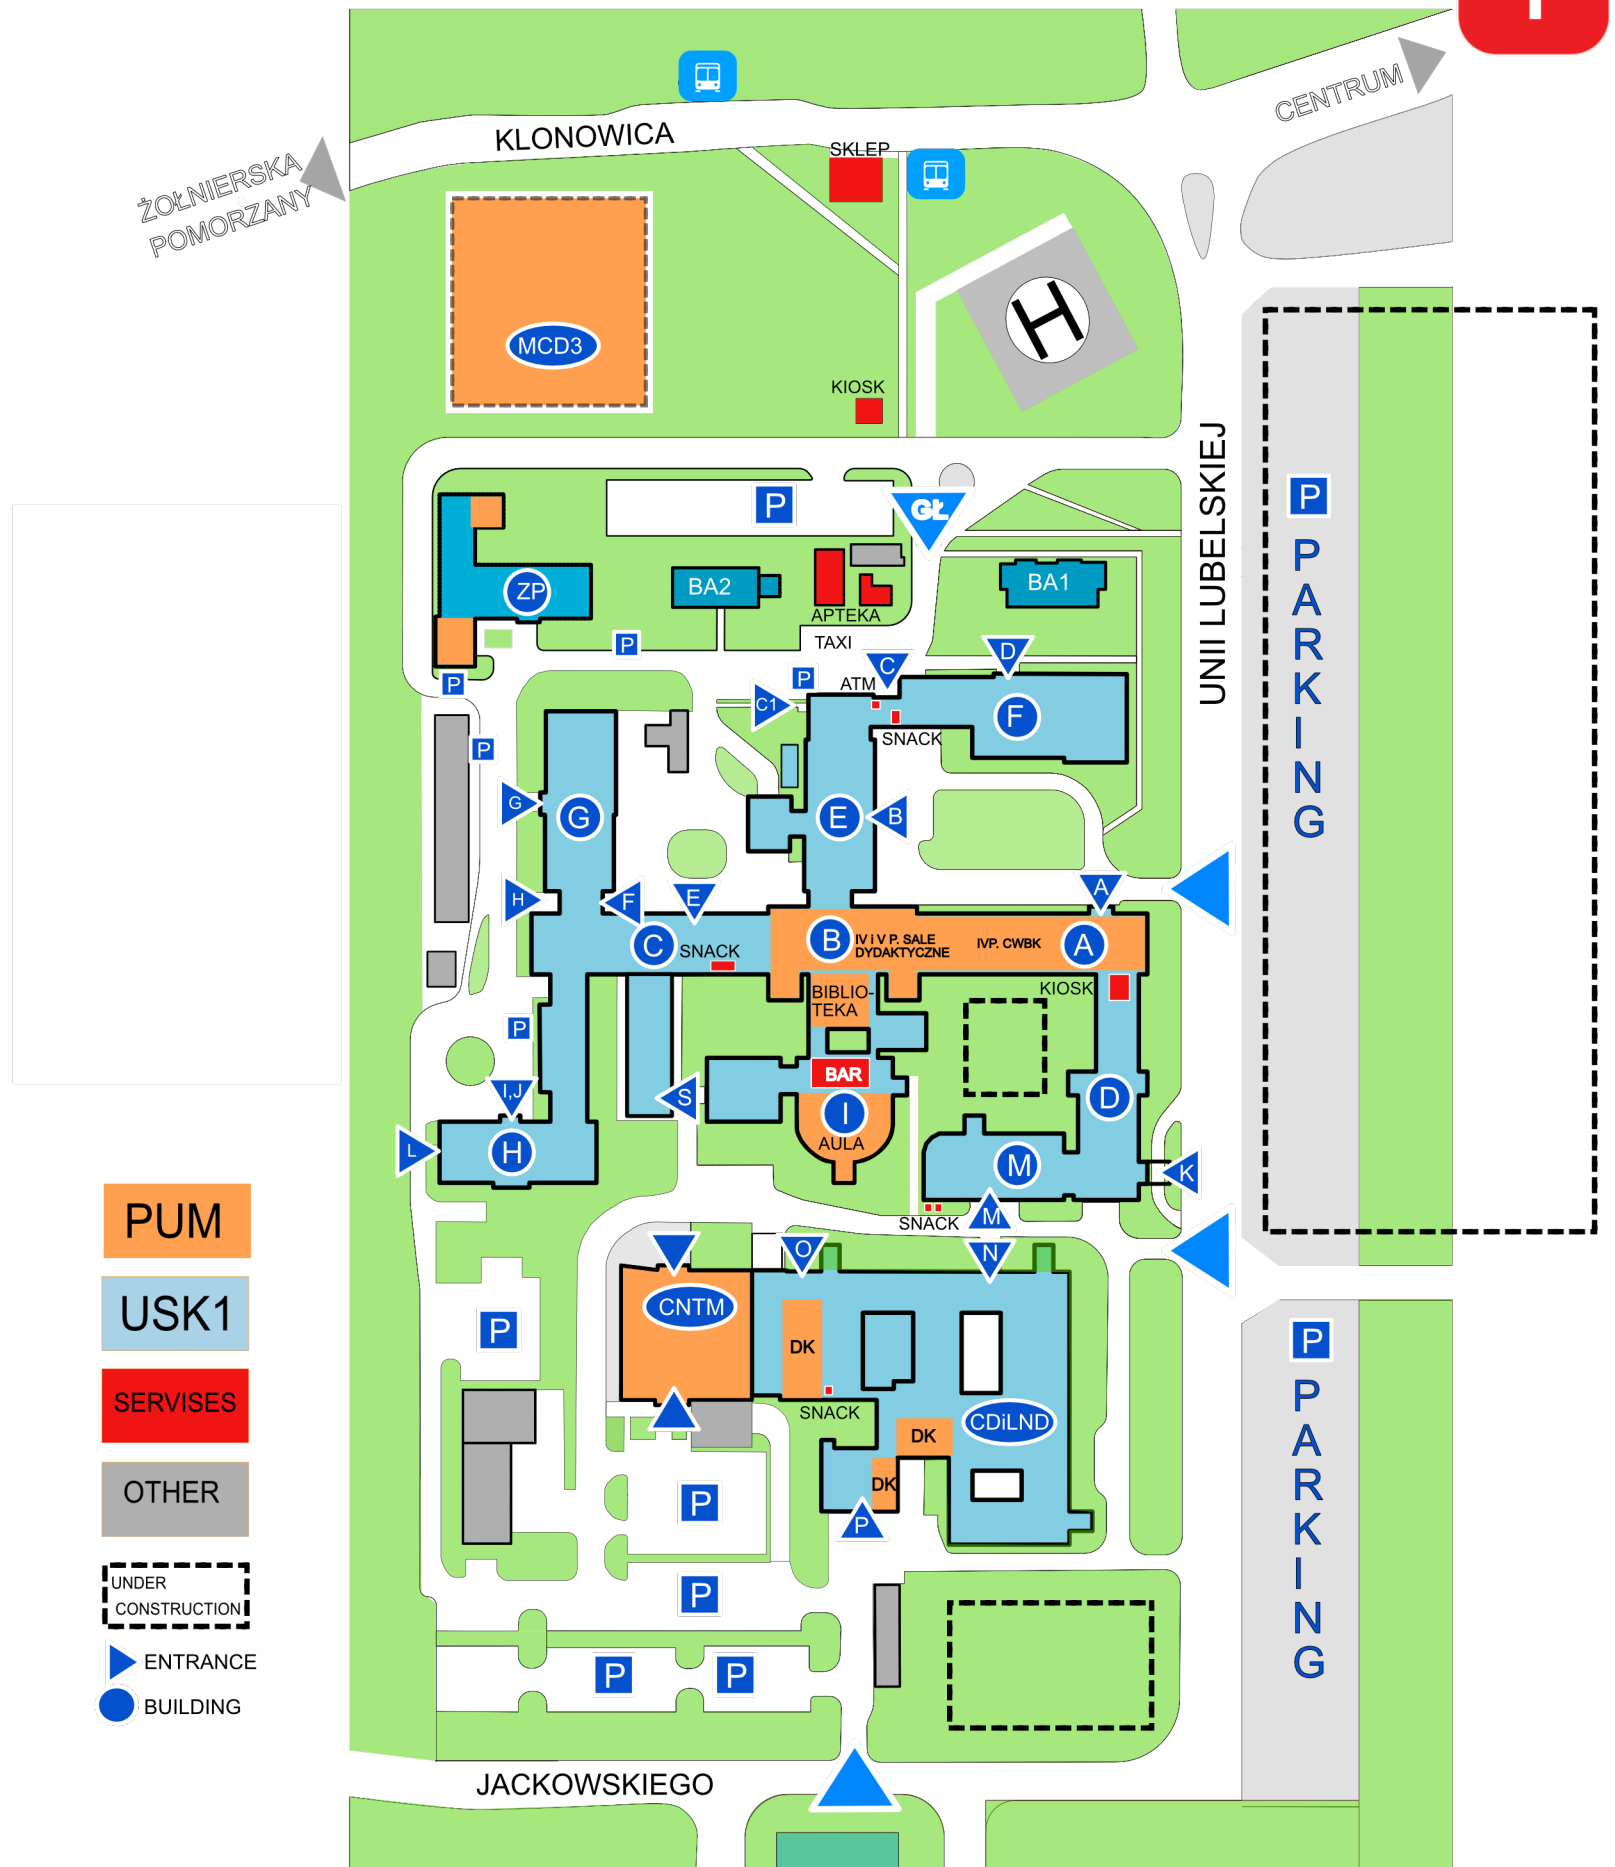 CENTRUM
KLONOWICA
SKLEP
ŻOŁNIERSKA
POMORZANY
H
MCD3
KIOSK
UNII LUBELSKIEJ
P
P
GŁ
PARKING
ZP
BA2
BA1
APTEKA
TAXI
P
D
C
P
P
ATM
C1
F
SNACK
P
G
G
E
B
H
F
E
A
C
SNACK
B
IV i V P. SALE
DYDAKTYCZNE
IVP. CWBK
A
KIOSK
BIBLIO-
TEKA
P
BAR
I,J
S
I
D
AULA
L
H
M
K
M
SNACK
PUM
O
N
CNTM
USK1
P
DK
P
PARKING
SERVISES
SNACK
CDiLND
DK
OTHER
DK
P
P
UNDER
CONSTRUCTION
P
ENTRANCE
P
P
BUILDING
JACKOWSKIEGO